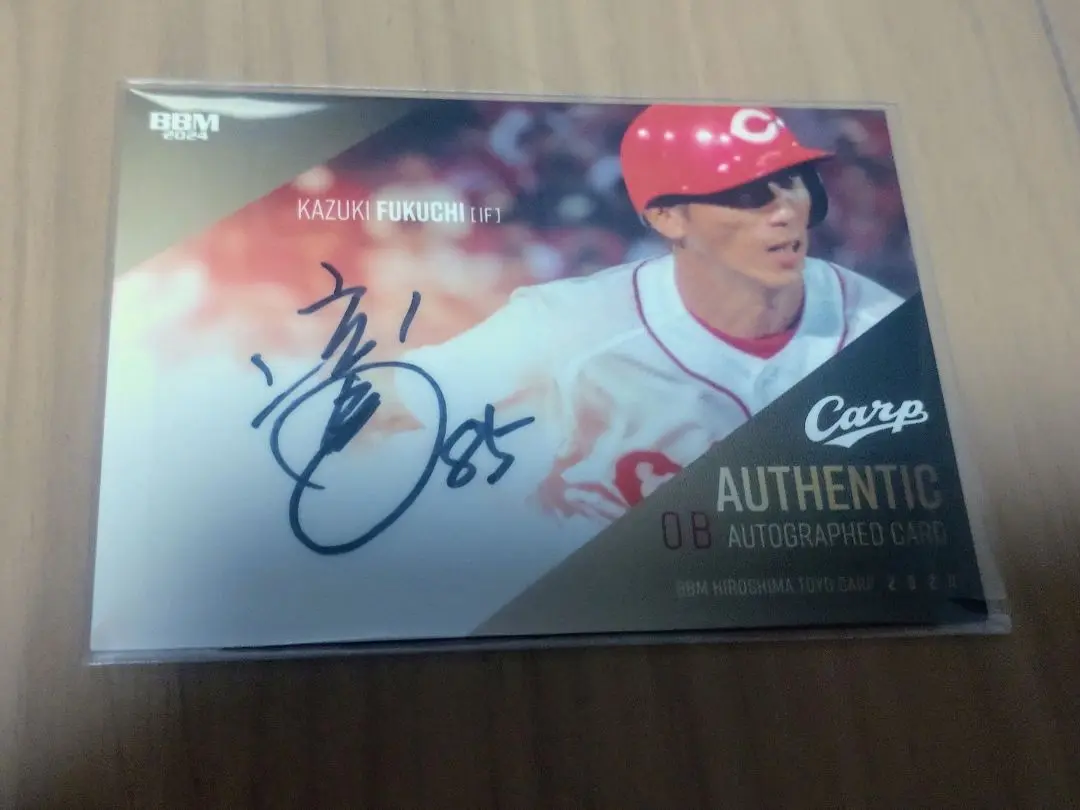 BBM
2024
KAZUKI FUKUCHI [IF]
85
Carp
AUTHENTIC
OB AUTOGRAPHED CARD
BBM HIROSHIMA TOYO CARP 2024